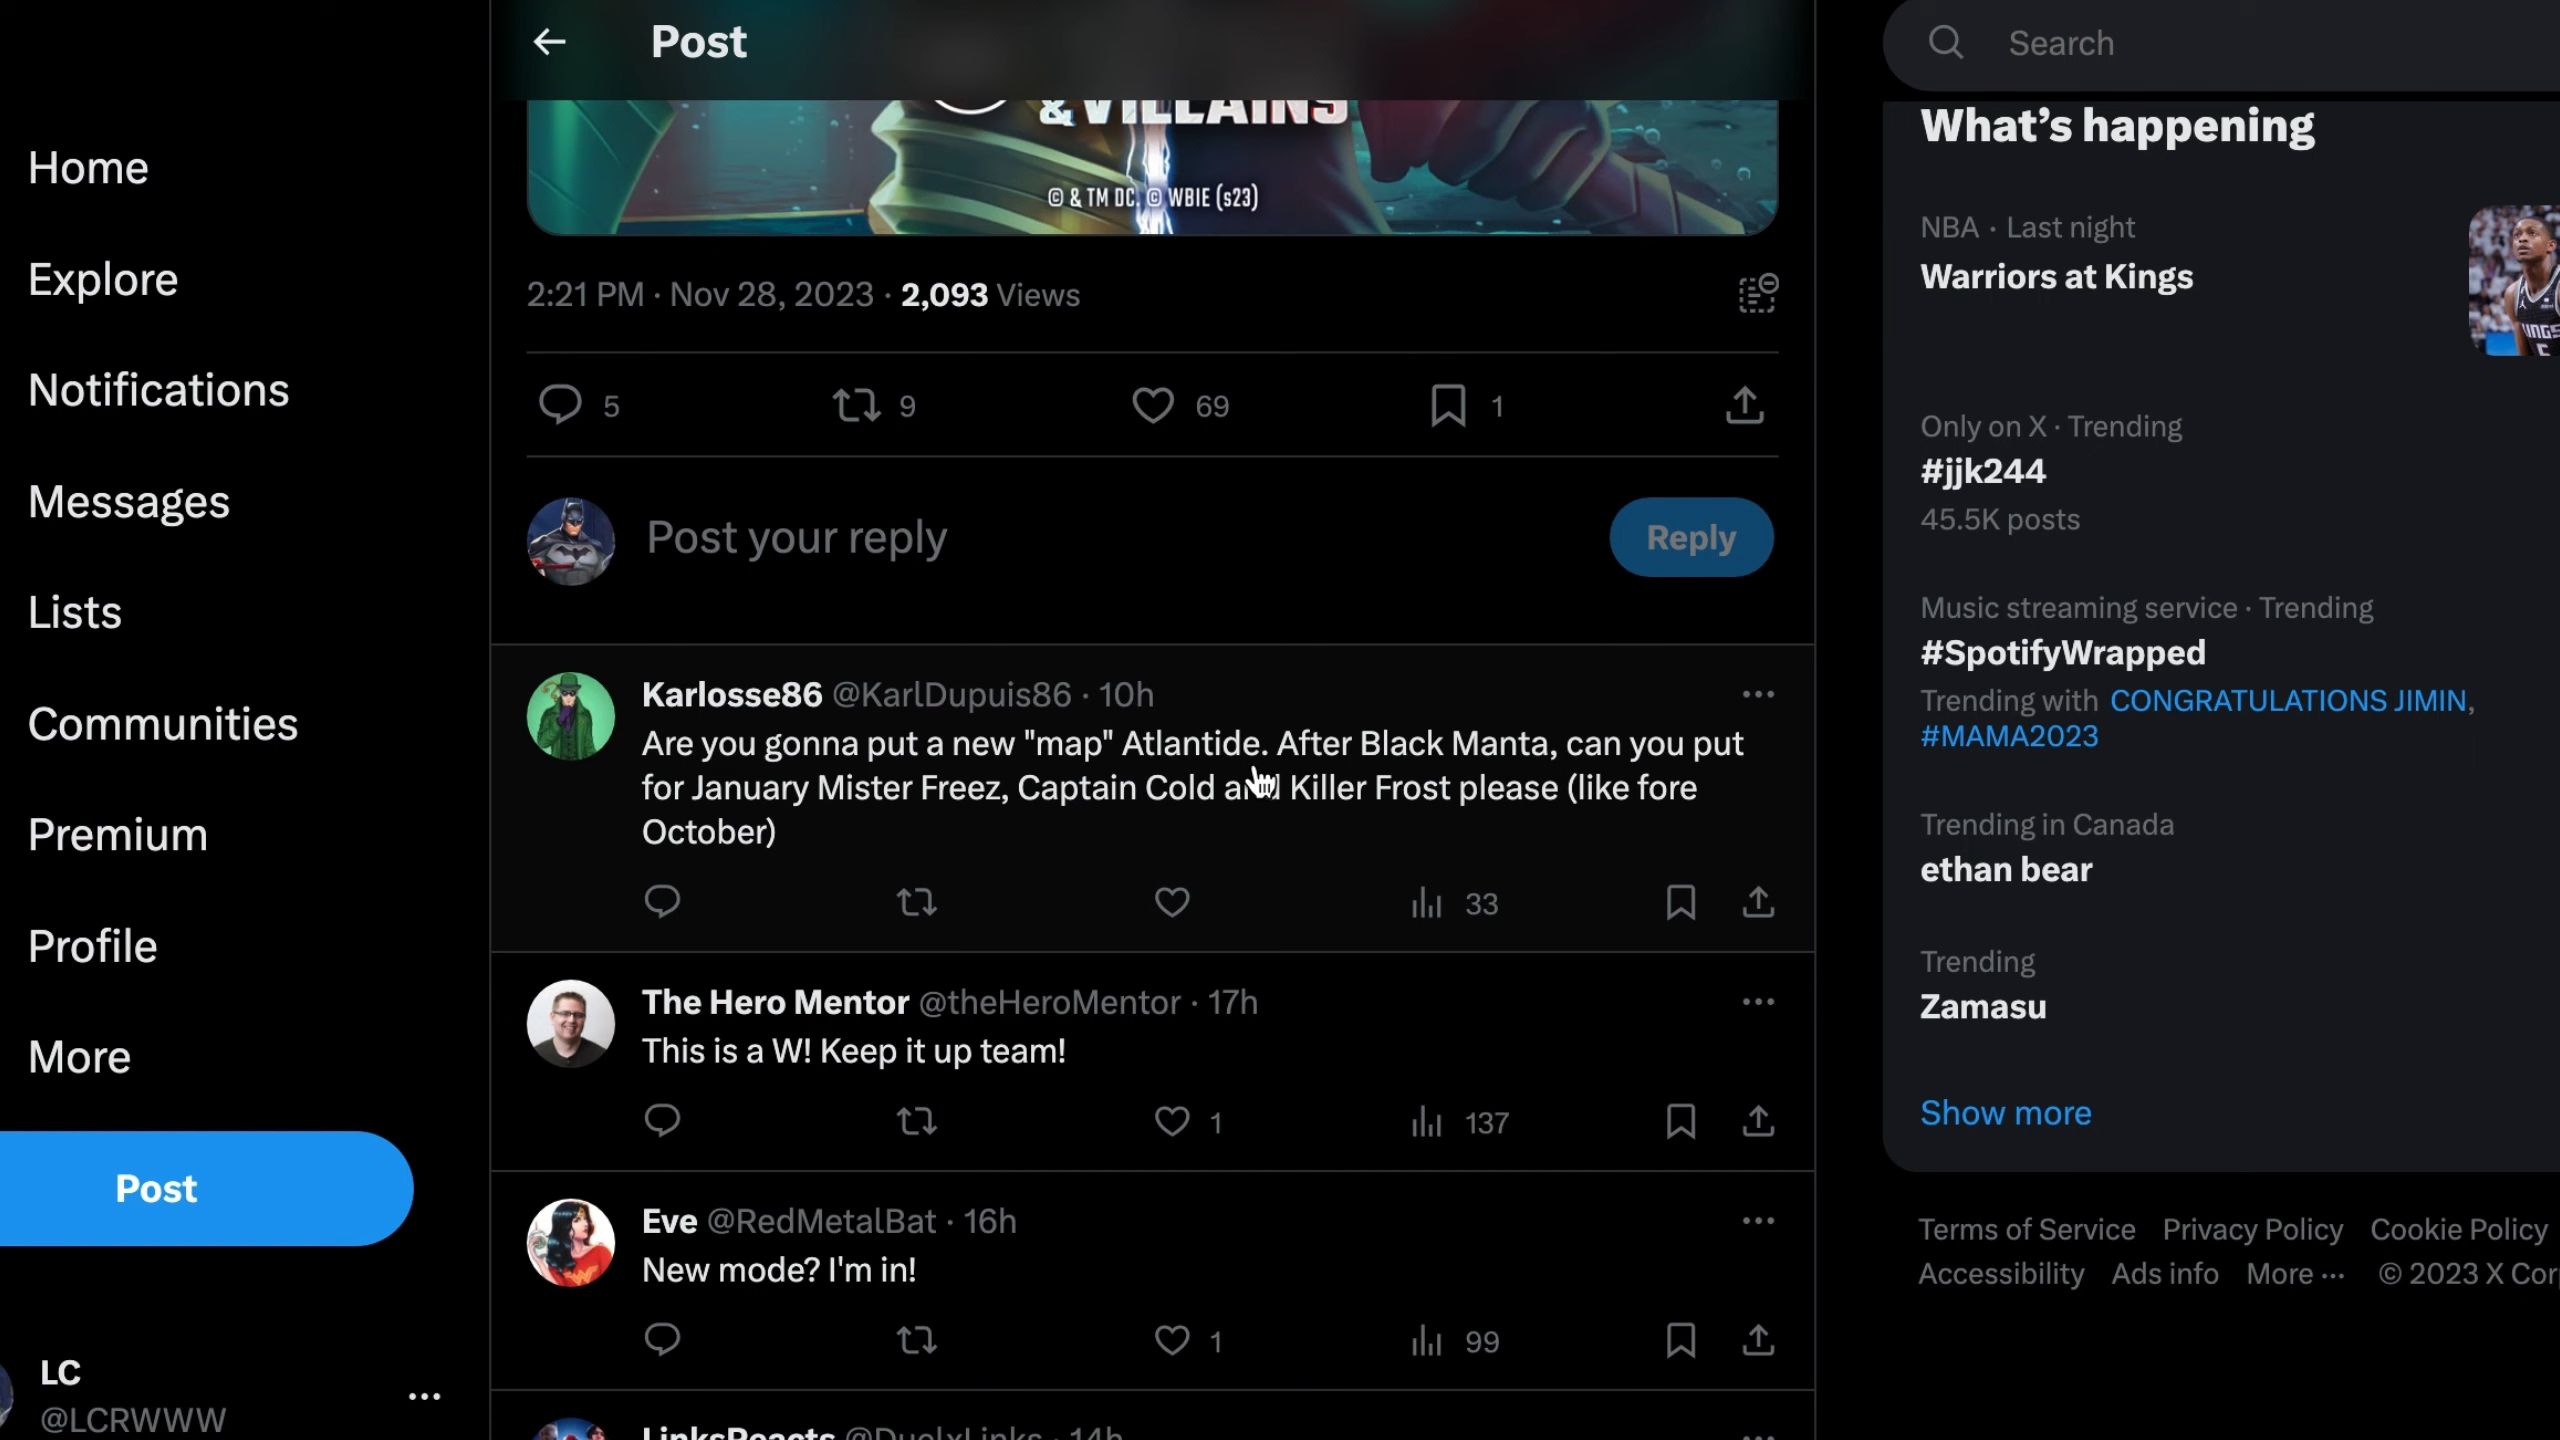 Home
Explore
Notifications
Messages
Lists
Communities
Premium
Profile
More
Post
LC
@LCRWWW
Post
&VILLAINS
© & TM DC. © WBIE (s23)
2:21 PM · Nov 28, 2023 · 2,093 Views
5 9 69 1
Post your reply
Reply
Karlosse86 @KarlDupuis86 · 10h
Are you gonna put a new "map" Atlantide. After Black Manta, can you put
for January Mister Freez, Captain Cold and Killer Frost please (like fore
October)
33
The Hero Mentor @theHeroMentor · 17h
This is a W! Keep it up team!
1 137
Eve @RedMetalBat · 16h
New mode? I'm in!
1 99
LinksReacts @DuelxLinks · 14h
Search
What's happening
NBA · Last night
Warriors at Kings
Only on X · Trending
#jjk244
45.5K posts
Music streaming service · Trending
#SpotifyWrapped
Trending with CONGRATULATIONS JIMIN,
#MAMA2023
Trending in Canada
ethan bear
Trending
Zamasu
Show more
Terms of Service Privacy Policy Cookie Policy
Accessibility Ads info More ··· © 2023 X Cor